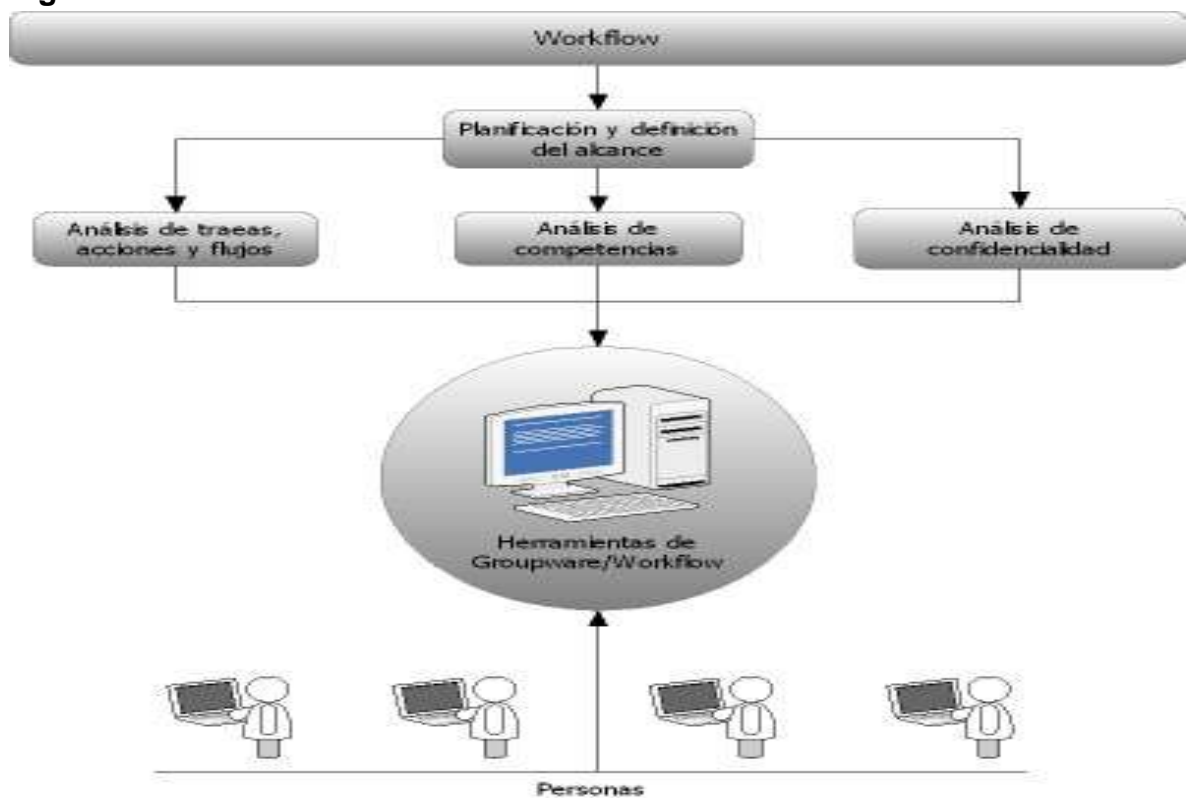 Workflow
Planificación y definición
del alcance
Análisis de traeas,
acciones y flujos
Análisis de
competencias
Análisis de
confidencialidad
Herramientas de
Groupware/Workflow
Personas